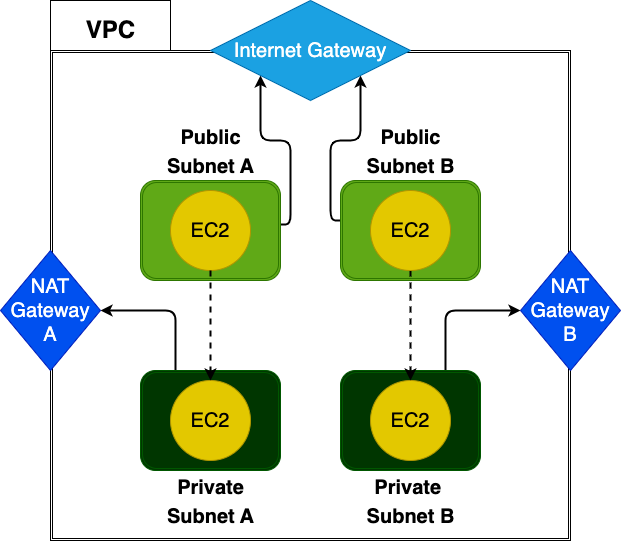 VPC
Internet Gateway
Public
Subnet A
Public
Subnet B
EC2
EC2
NAT
Gateway
A
NAT
Gateway
B
EC2
EC2
Private
Subnet A
Private
Subnet B